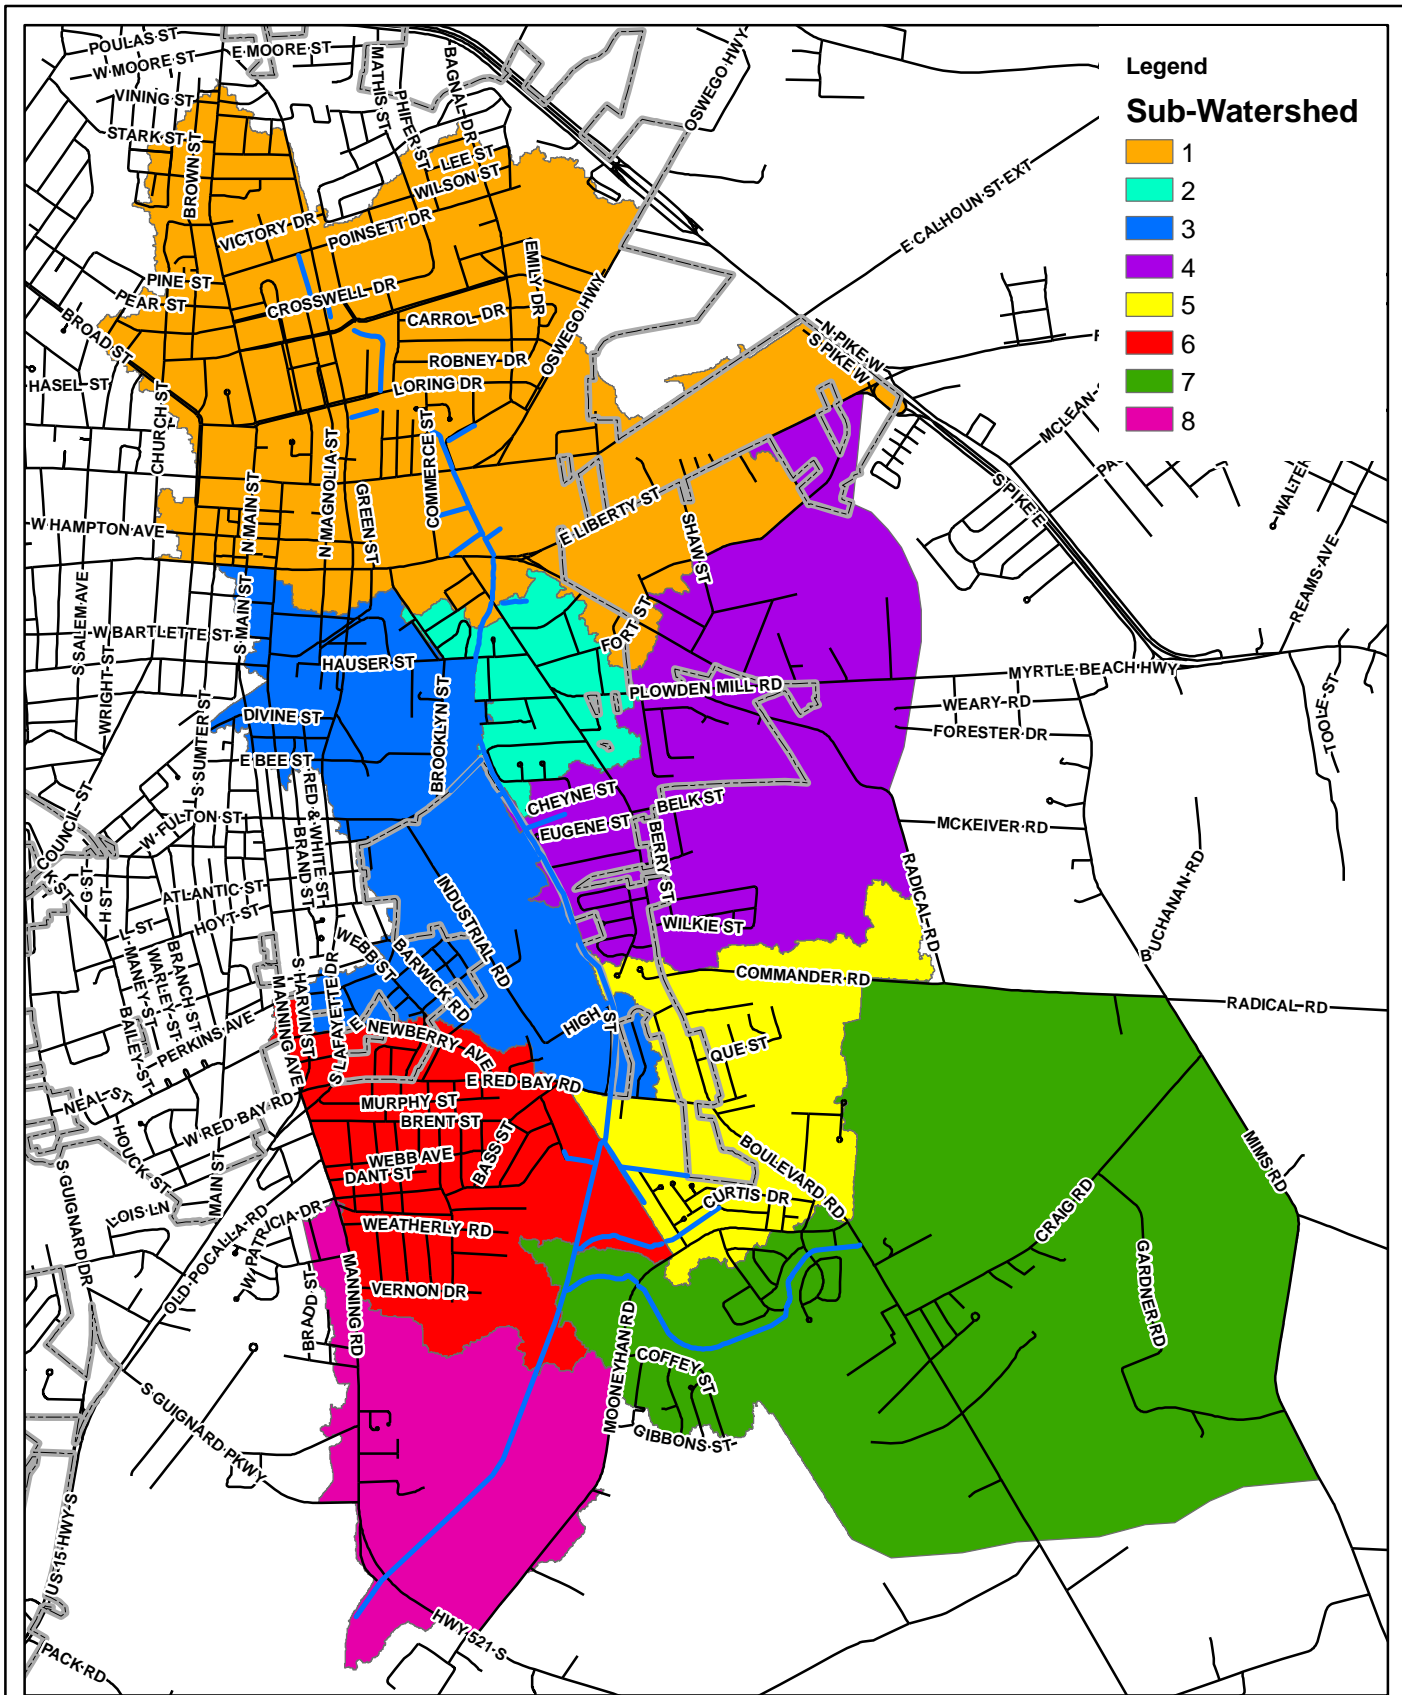 POULAS ST
E MOORE ST
W MOORE ST
MATHIS ST
BAGNAL DR
OSWEGO HWY
VINING ST
PHIFER ST
STARK ST
LEE ST
BROWN ST
WILSON ST
VICTORY DR
POINSETT DR
EMILY DR
PINE ST
PEAR ST
CROSSWELL DR
CARROL DR
OSWEGO HWY
BROAD ST
ROBNEY DR
HASEL ST
LORING DR
CHURCH ST
COMMERCE ST
N MAIN ST
N MAGNOLIA ST
GREEN ST
W HAMPTON AVE
E LIBERTY ST
SHAW ST
E CALHOUN ST EXT
N PIKE W
S PIKE W
MCLEAN
S PIKE E
WALTER
REAMS AVE
TOOLE ST
Legend
Sub-Watershed
1
2
3
4
5
6
7
8
S SALEM AVE
W BARTLETTE ST
S MAIN ST
WRIGHT ST
HAUSER ST
FORT ST
BROOKLYN ST
PLOWDEN MILL RD
MYRTLE BEACH HWY
WEARY RD
FORESTER DR
DIVINE ST
S SUMTER ST
E BEE ST
RED & WHITE ST
BRAND ST
CHEYNE ST
BELK ST
EUGENE ST
BERRY ST
MCKEIVER RD
COUNCIL ST
W FULTON ST
G ST
H ST
ATLANTIC ST
HOYT ST
L ST
INDUSTRIAL RD
RADICAL RD
BUCHANAN RD
WILKIE ST
MANEY ST
WARLEY ST
BRANCH ST
BAILEY ST
WEBB ST
BARWICK RD
COMMANDER RD
RADICAL RD
S HARVIN ST
S LAFAYETTE DR
MANNING AVE
PERKINS AVE
E NEWBERRY AVE
HIGH ST
QUE ST
NEAL ST
W RED BAY RD
E RED BAY RD
MURPHY ST
BRENT ST
HOUCK ST
WEBB AVE
BASS ST
DANT ST
BOULEVARD RD
MIMS RD
S GUIGNARD DR
MAIN ST
LOIS LN
OLD POCALLA RD
W PATRICIA DR
CURTIS DR
CRAIG RD
WEATHERLY RD
GARDNER RD
BRADD ST
MANNING RD
VERNON DR
MOONEYHAN RD
COFFEY ST
GIBBONS ST
S GUIGNARD PKWY
US 15 HWY S
HWY 521 S
PACK RD